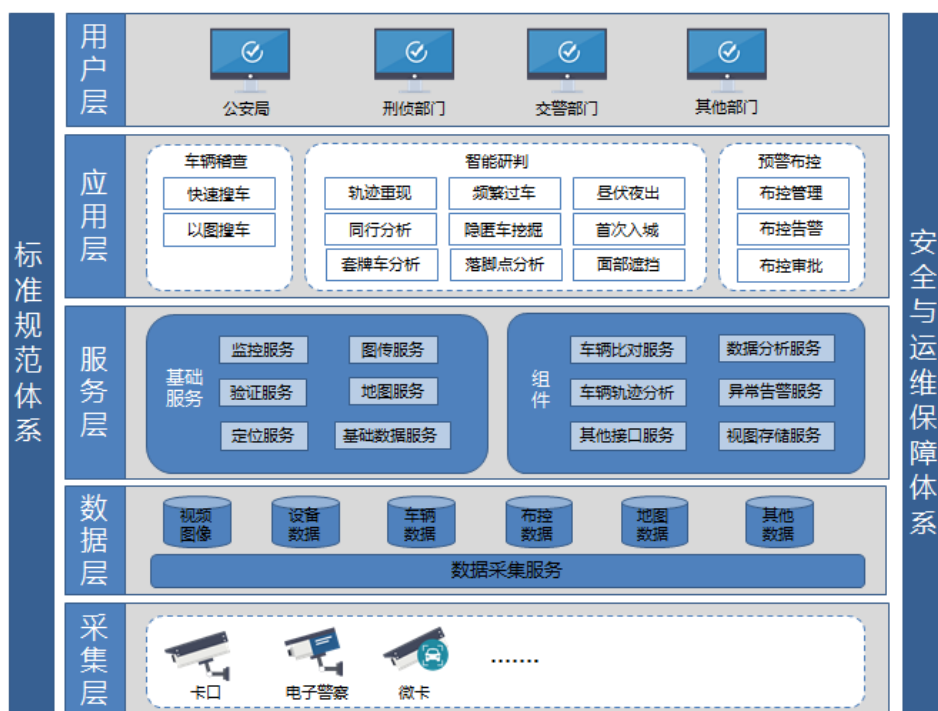 标准规范体系
用户层
公安局
刑侦部门
交警部门
其他部门
应用层
车辆稽查
快速搜车
以图搜车
智能研判
轨迹重现
频繁过车
昼伏夜出
同行分析
隐匿车挖掘
首次入城
套牌车分析
落脚点分析
面部遮挡
预警布控
布控管理
布控告警
布控审批
服务层
基础
服务
监控服务
图传服务
验证服务
地图服务
定位服务
基础数据服务
组件
车辆比对服务
数据分析服务
车辆轨迹分析
异常告警服务
其他接口服务
视图存储服务
数据层
视频
图像
设备
数据
车辆
数据
布控
数据
地图
数据
其他
数据
数据采集服务
采集层
卡口
电子警察
微卡
.......
安全与运维保障体系